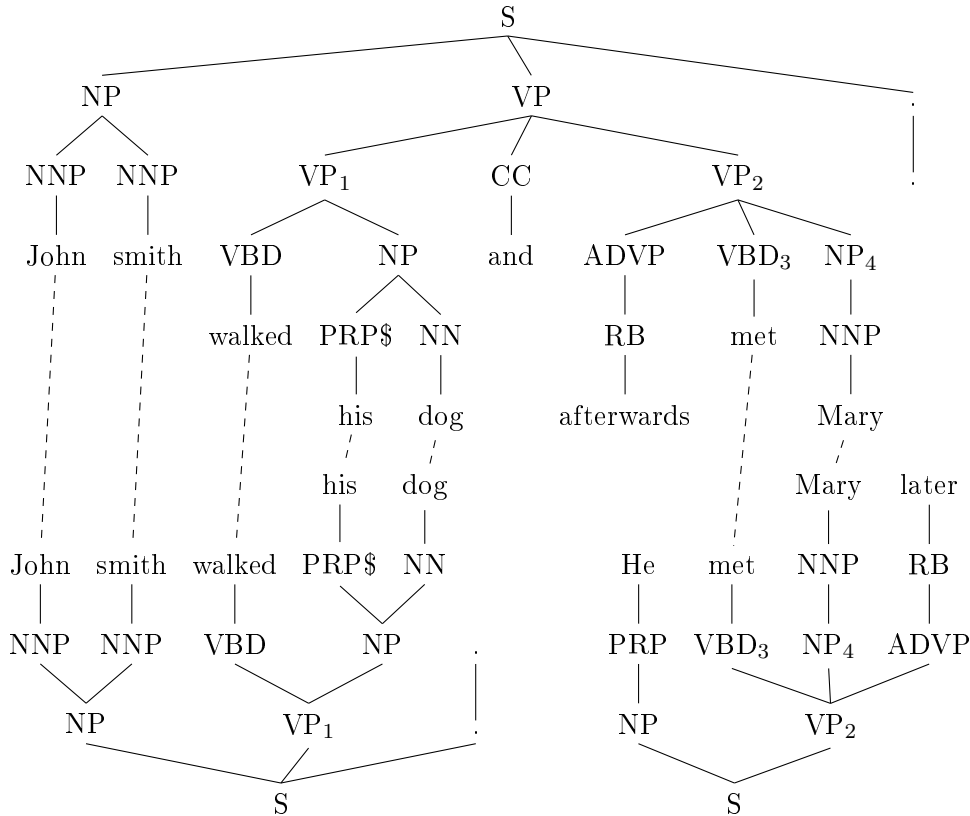 S
NP VP .
NNP NNP VP₁ CC VP₂ .
John smith VBD NP and ADVP VBD₃ NP₄
walked PRP$ NN RB met NNP
his dog afterwards Mary
his dog Mary later
John smith walked PRP$ NN He met NNP RB
NNP NNP VBD NP . PRP VBD₃ NP₄ ADVP
NP VP₁ . NP VP₂
S S